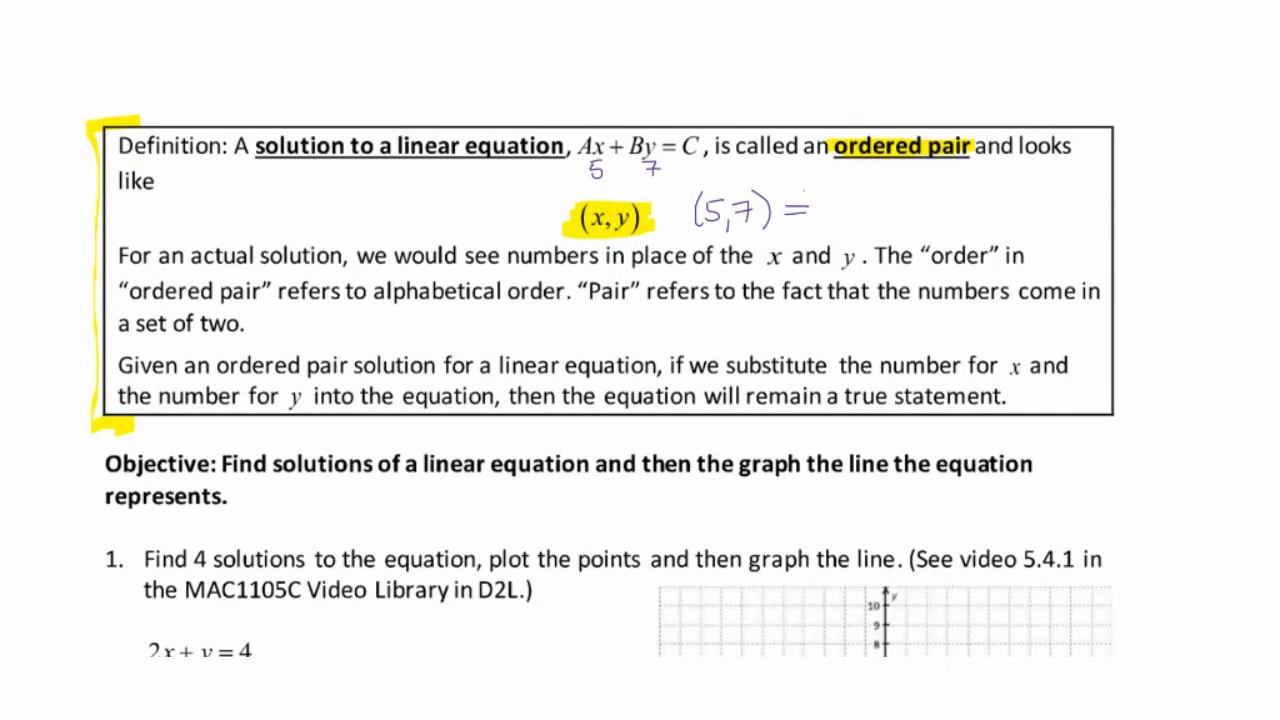 Definition: A solution to a linear equation, Ax + By = C, is called an ordered pair and looks
5 7
like
(x, y) (5,7) =
For an actual solution, we would see numbers in place of the x and y. The “order” in
“ordered pair” refers to alphabetical order. “Pair” refers to the fact that the numbers come in
a set of two.
Given an ordered pair solution for a linear equation, if we substitute the number for x and
the number for y into the equation, then the equation will remain a true statement.
Objective: Find solutions of a linear equation and then the graph the line the equation
represents.
1. Find 4 solutions to the equation, plot the points and then graph the line. (See video 5.4.1 in
the MAC1105C Video Library in D2L.)
y
10
9
8
2x + y = 4